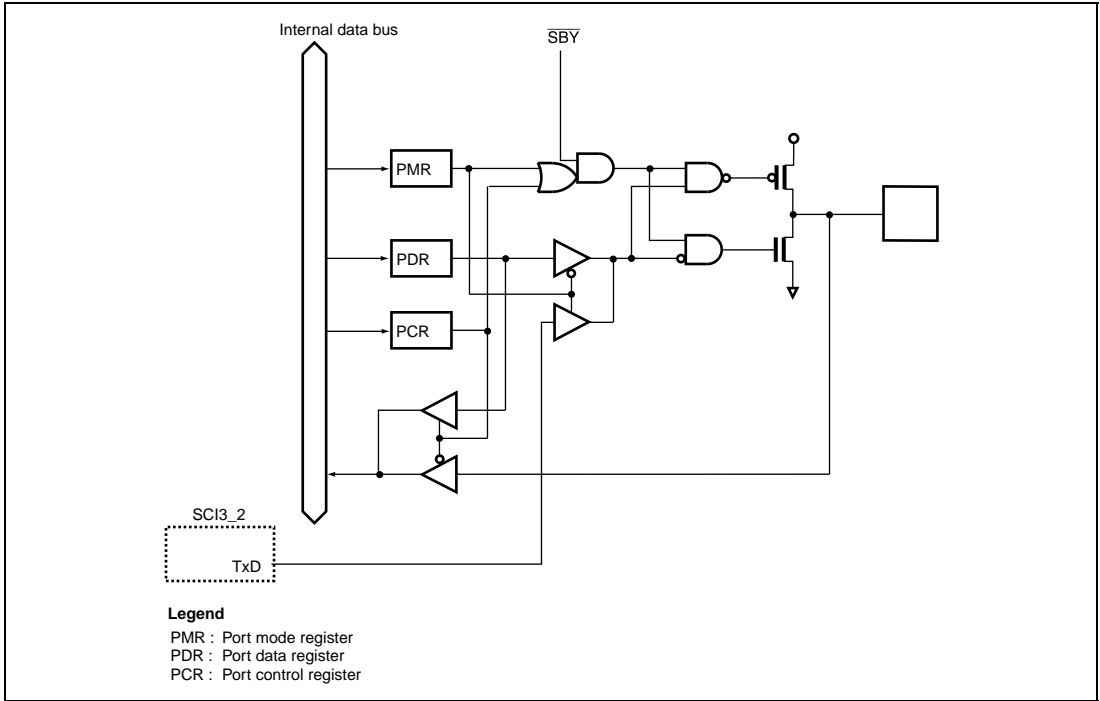 Internal data bus
S̅B̅Y̅
PMR
PDR
PCR
SCI3_2
TxD
Legend
PMR : Port mode register
PDR : Port data register
PCR : Port control register